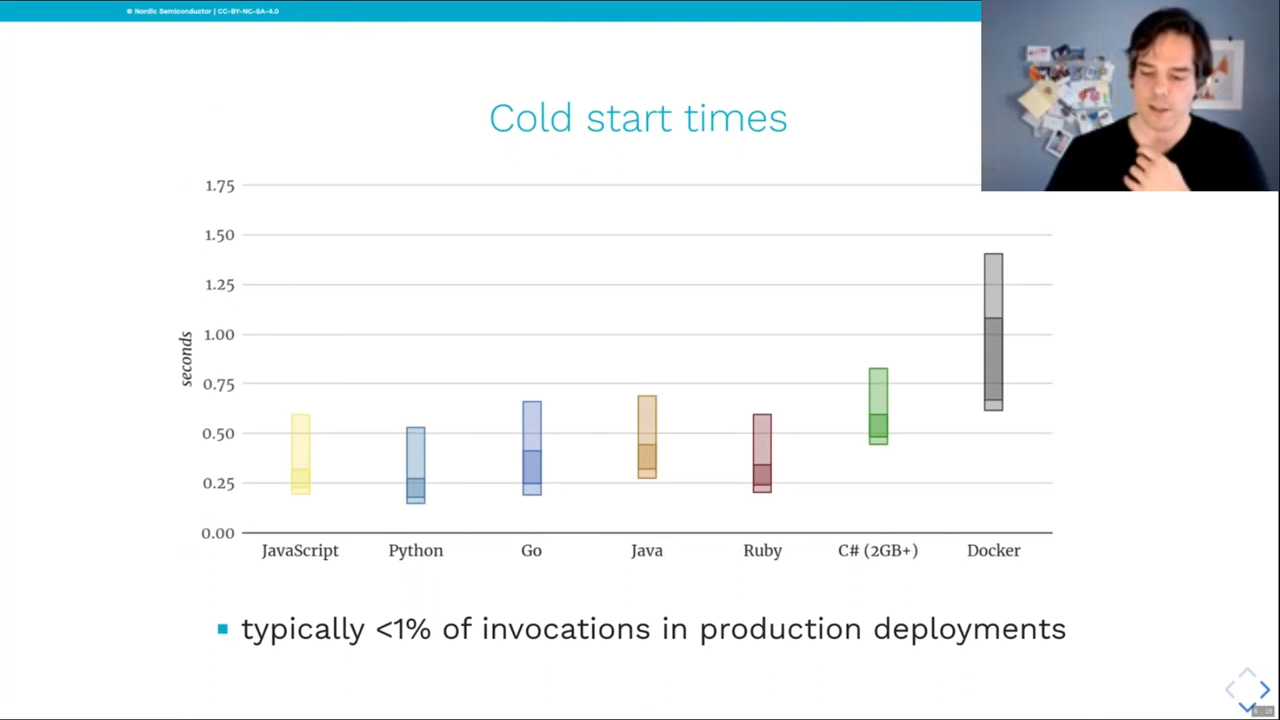 © Nordic Semiconductor | CC-BY-NC-SA-4.0
Cold start times
1.75
1.50
1.25
1.00
0.75
0.50
0.25
0.00
seconds
JavaScript Python Go Java Ruby C# (2GB+) Docker
typically <1% of invocations in production deployments